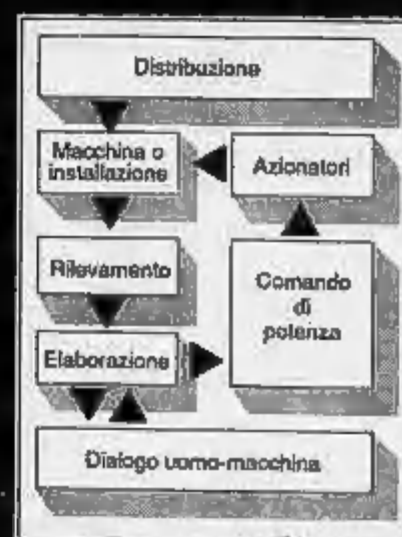 Distribuzione
Macchina o
installazione
Azionatori
Rilevamento
Comando
di
potenza
Elaborazione
Dialogo uomo-macchina